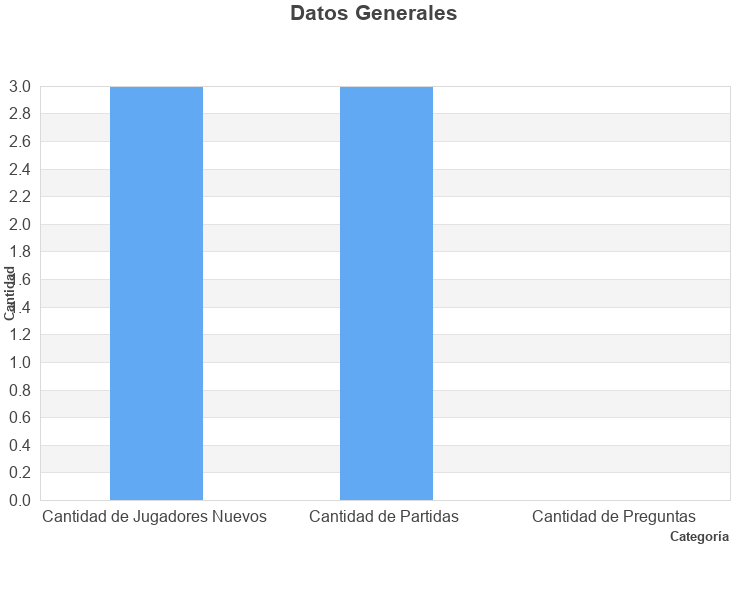 Datos Generales
3.0
2.8
2.6
2.4
2.2
2.0
1.8
1.6
1.4
1.2
1.0
0.8
0.6
0.4
0.2
0.0
Cantidad
Cantidad de Jugadores Nuevos
Cantidad de Partidas
Cantidad de Preguntas
Categoría